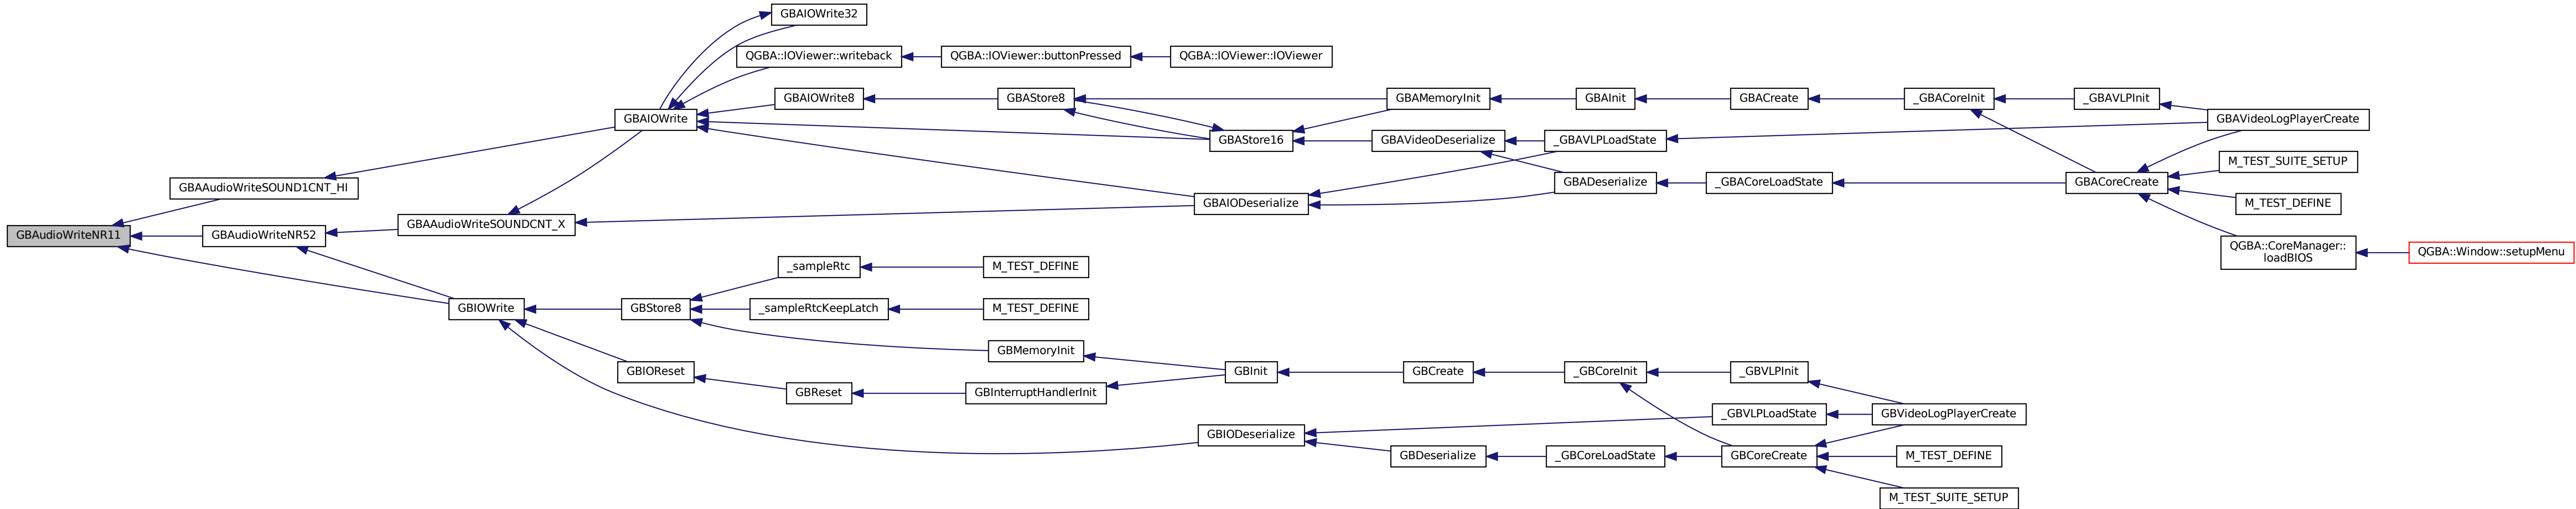 GBAIOWrite32
QGBA::IOViewer::writeback
QGBA::IOViewer::buttonPressed
QGBA::IOViewer::IOViewer
GBAIOWrite8
GBAStore8
GBAMemoryInit
GBAInit
GBACreate
_GBACoreInit
_GBAVLPInit
GBAIOWrite
GBAVideoLogPlayerCreate
GBAStore16
GBAVideoDeserialize
_GBAVLPLoadState
M_TEST_SUITE_SETUP
GBADeserialize
_GBACoreLoadState
GBACoreCreate
GBAAudioWriteSOUND1CNT_HI
GBAIODeserialize
M_TEST_DEFINE
GBAAudioWriteSOUNDCNT_X
GBAudioWriteNR11
GBAudioWriteNR52
QGBA::CoreManager::
loadBIOS
QGBA::Window::setupMenu
_sampleRtc
M_TEST_DEFINE
GBIOWrite
GBStore8
_sampleRtcKeepLatch
M_TEST_DEFINE
GBMemoryInit
GBIOReset
GBInit
GBCreate
_GBCoreInit
_GBVLPInit
GBReset
GBInterruptHandlerInit
_GBVLPLoadState
GBVideoLogPlayerCreate
GBIODeserialize
GBDeserialize
_GBCoreLoadState
GBCoreCreate
M_TEST_DEFINE
M_TEST_SUITE_SETUP